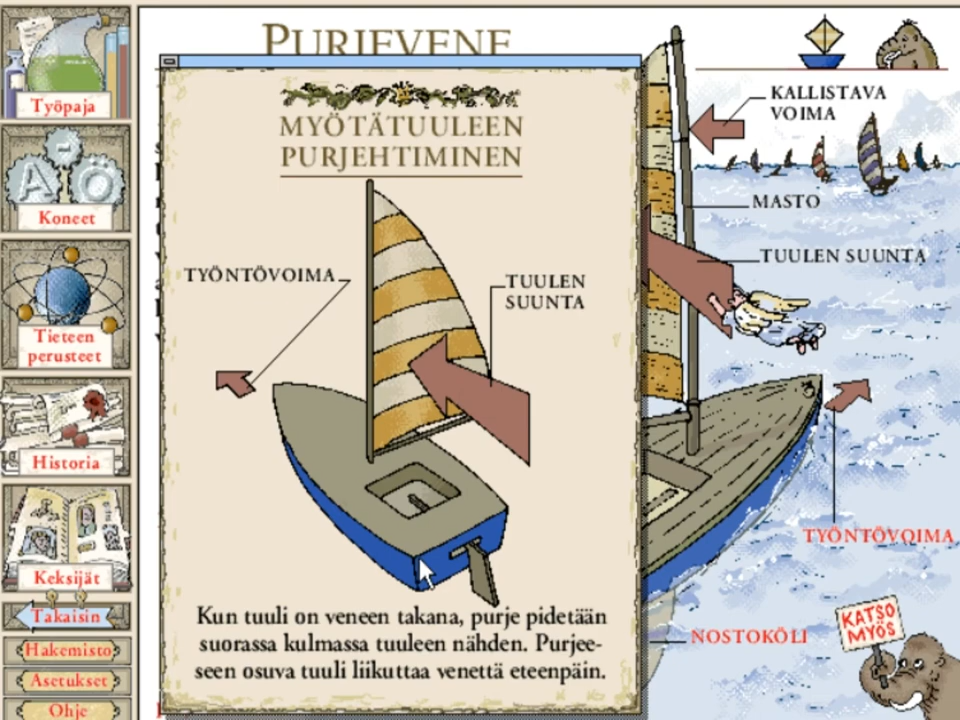 Työpaja
Koneet
Tieteen
perusteet
Historia
Keksijät
Takaisin
Hakemisto
Asetukset
Ohje
PURJEVENE
MYÖTÄTUULEEN
PURJEHTIMINEN
TYÖNTÖVOIMA
TUULEN
SUUNTA
Kun tuuli on veneen takana, purje pidetään
suorassa kulmassa tuuleen nähden. Purjee-
seen osuva tuuli liikuttaa venettä eteenpäin.
KALLISTAVA
VOIMA
MASTO
TUULEN SUUNTA
TYÖNTÖVOIMA
NOSTOKÖLI
KATSO
MYÖS